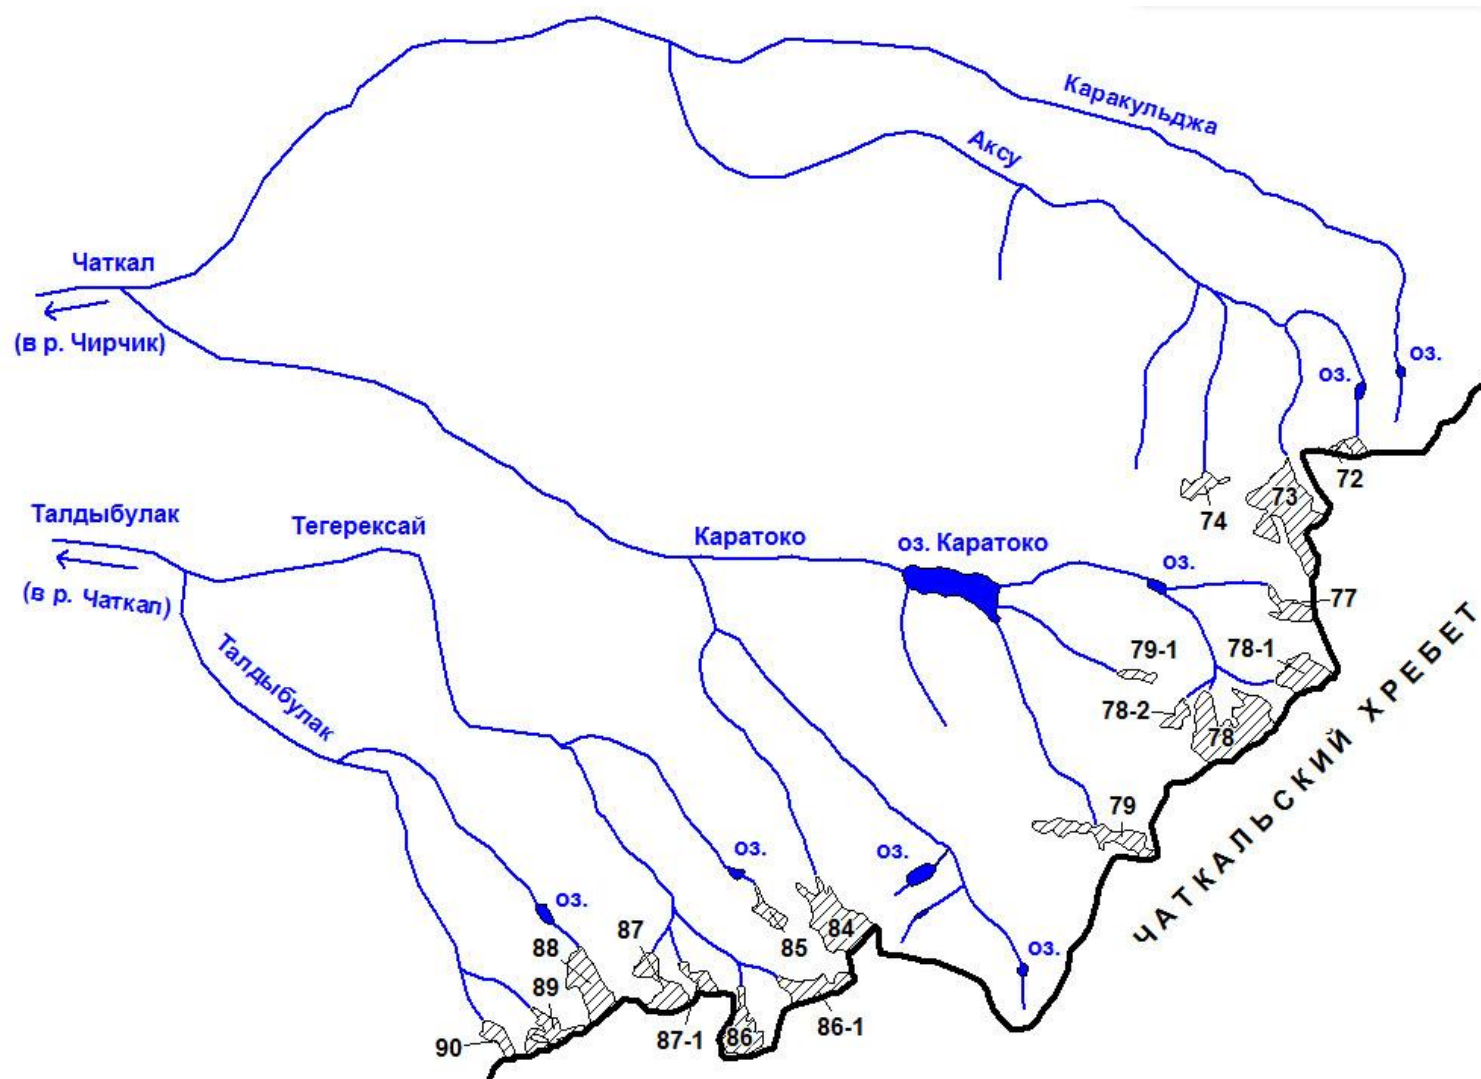 Каракульджа
Аксу
Чаткал
(в р. Чирчик)
оз.
оз.
72
73
74
Талдыбулак
Тегерексай
Каратоко
оз. Каратоко
оз.
(в р. Чаткал)
77
Талдыбулак
79-1
78-1
78-2
78
ЧАТКАЛЬСКИЙ ХРЕБЕТ
79
оз.
оз.
оз.
84
85
оз.
88
87
89
90
87-1
86
86-1